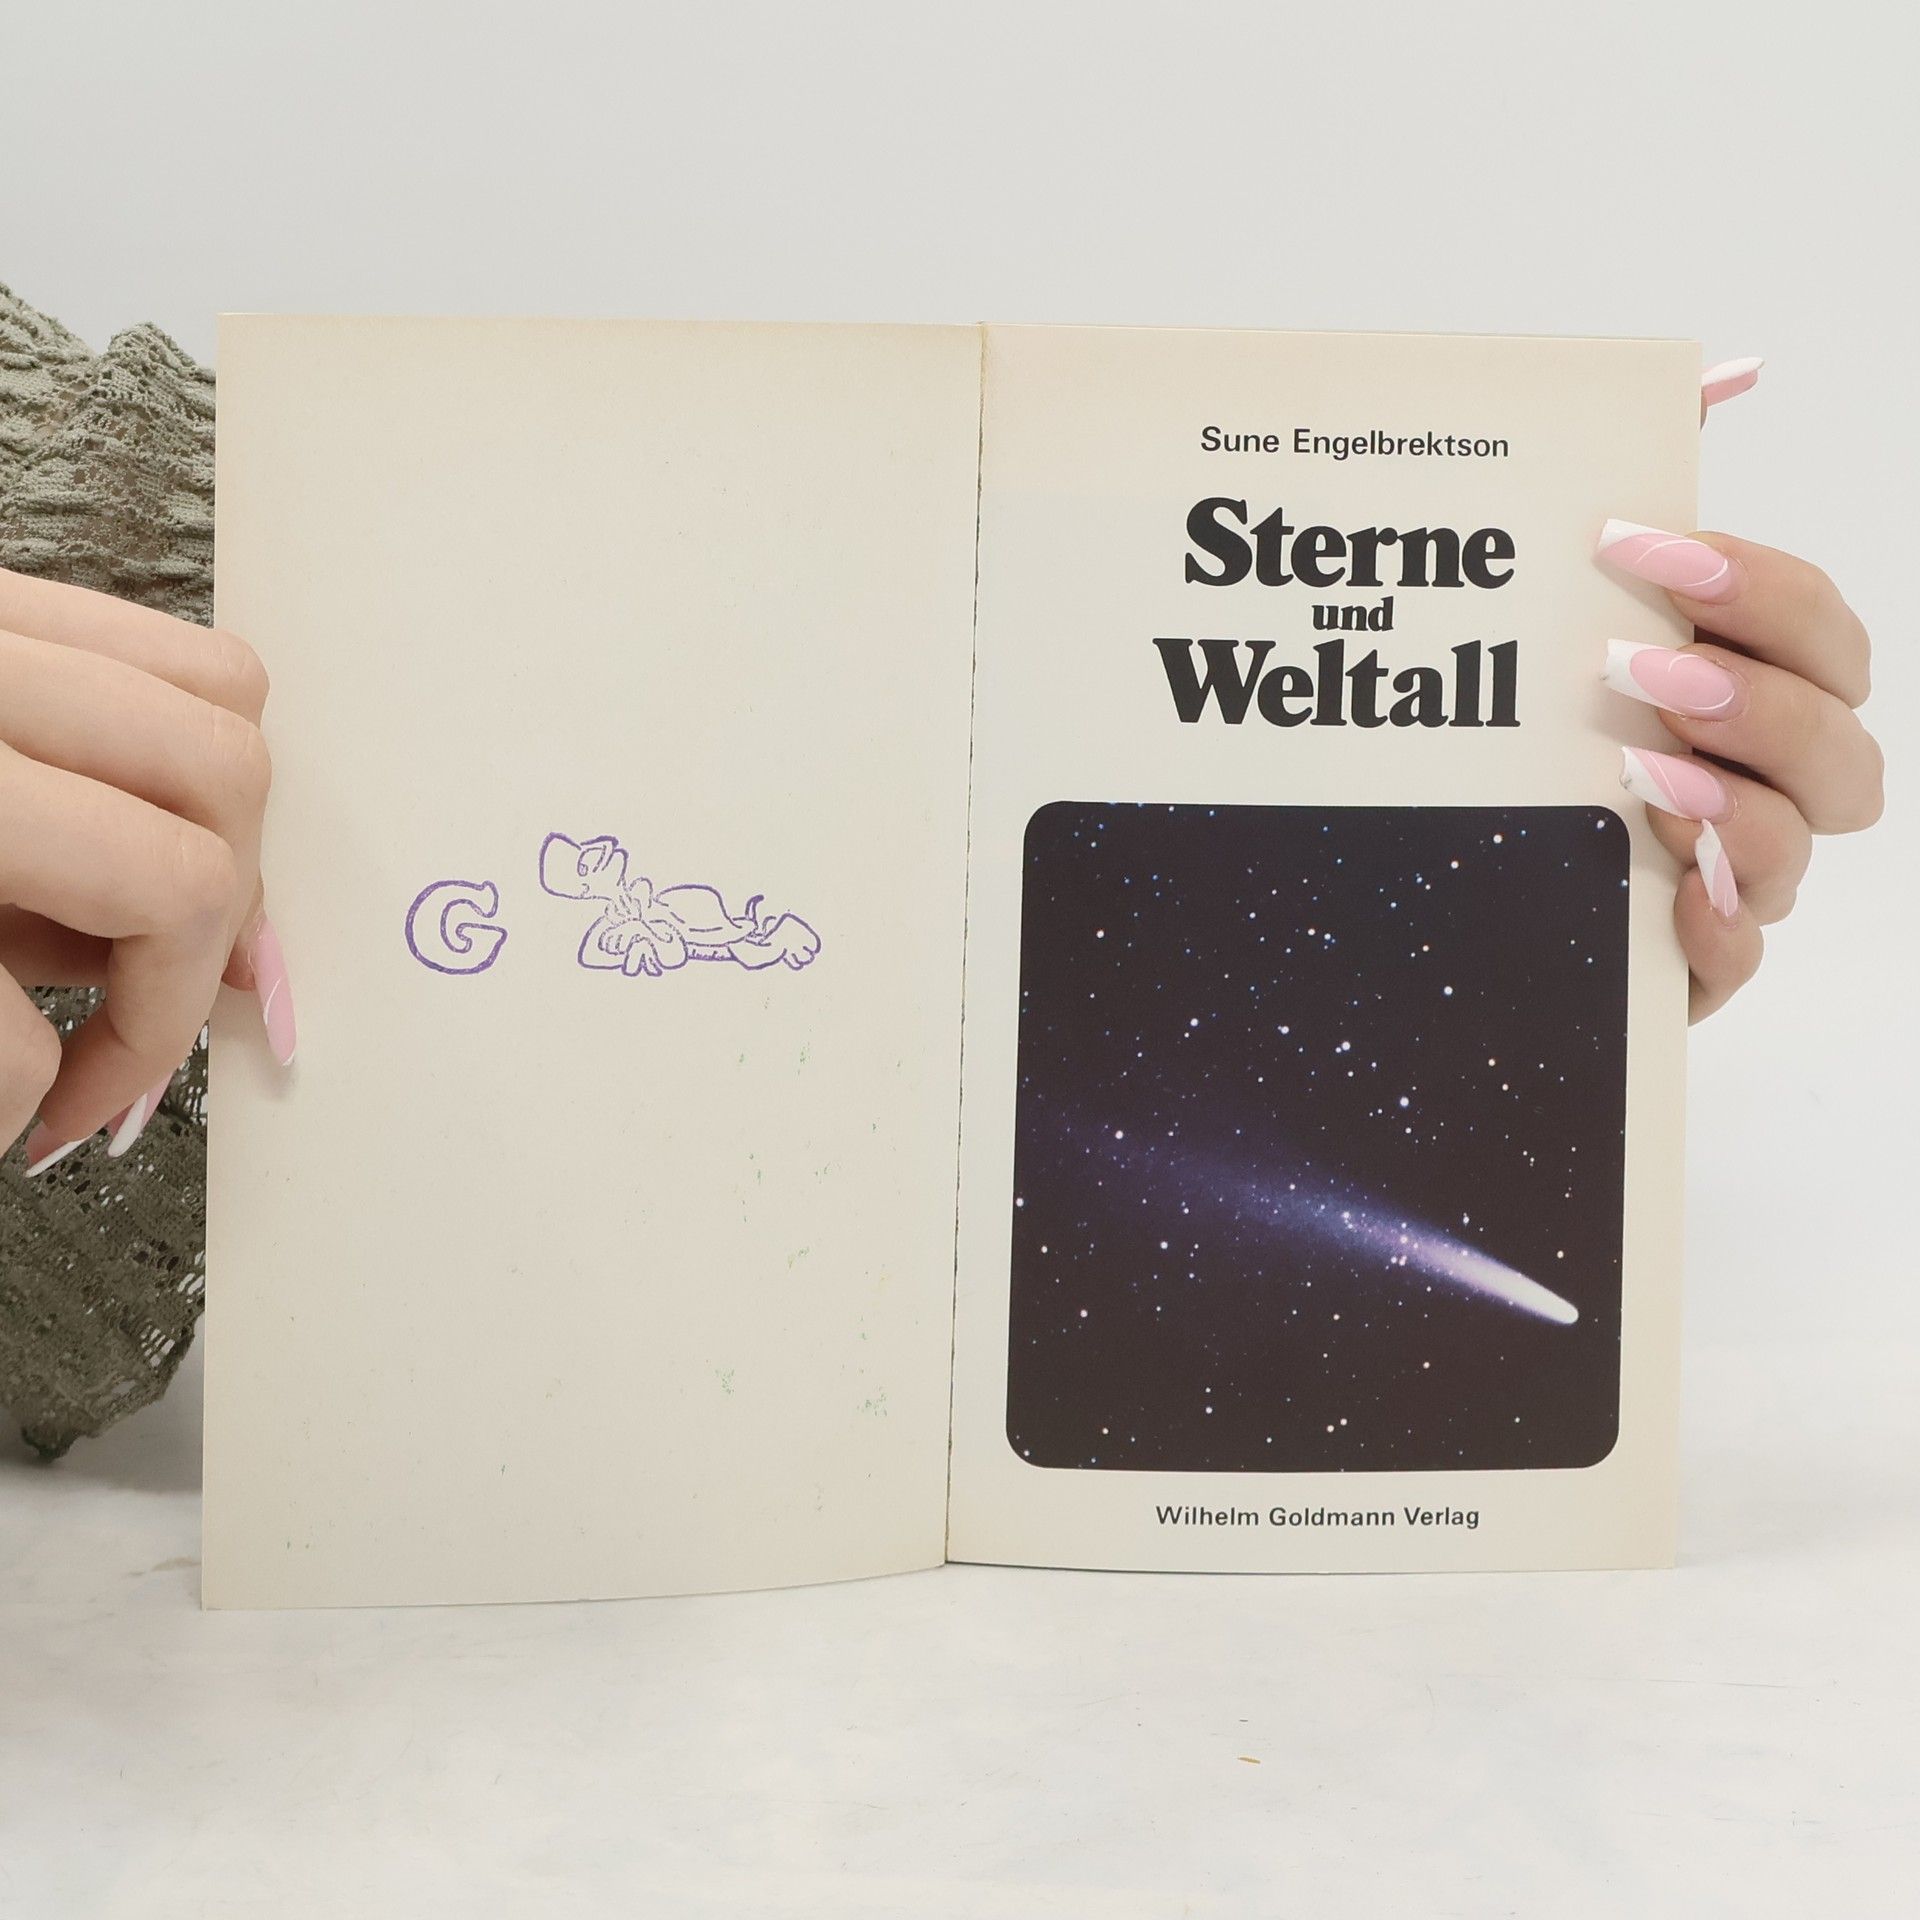 G
Sune Engelbrektson
Sterne
und
Weltall
Wilhelm Goldmann Verlag